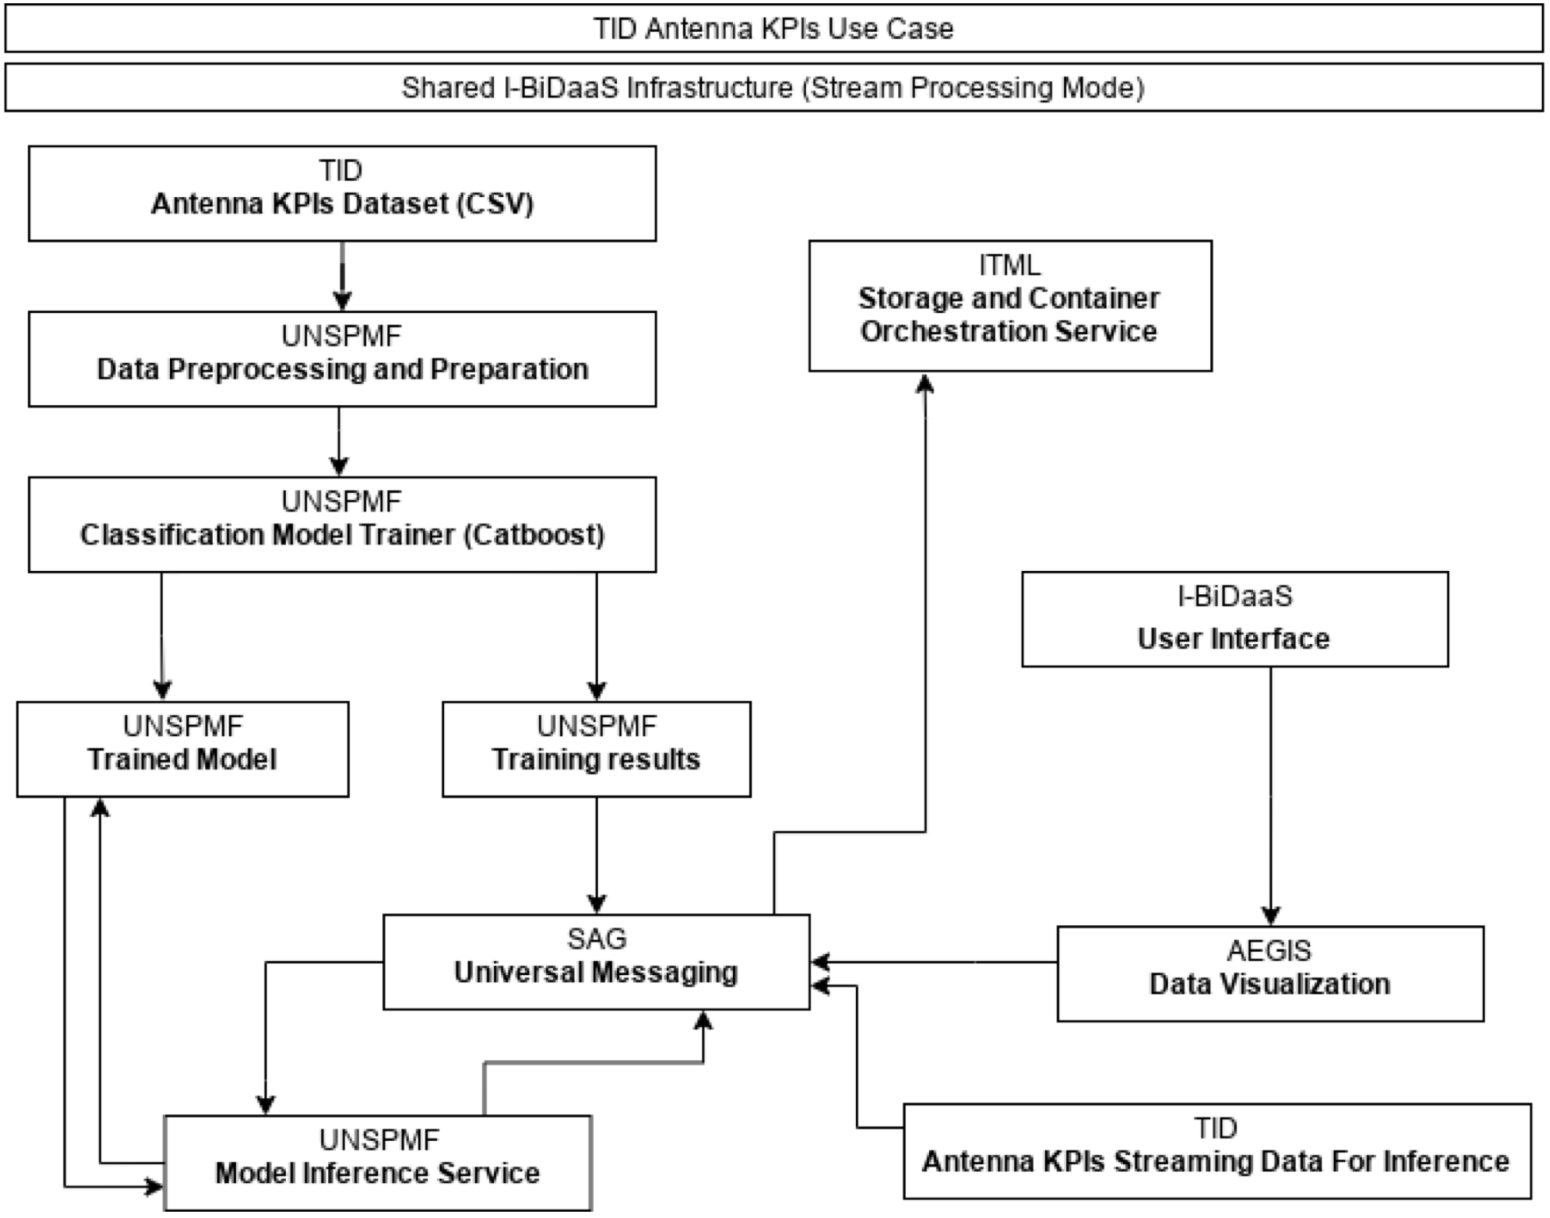 TID Antenna KPIs Use Case
Shared I-BiDaaS Infrastructure (Stream Processing Mode)
TID
Antenna KPIs Dataset (CSV)
ITML
Storage and Container
Orchestration Service
UNSPMF
Data Preprocessing and Preparation
UNSPMF
Classification Model Trainer (Catboost)
I-BiDaaS
User Interface
UNSPMF
Trained Model
UNSPMF
Training results
SAG
Universal Messaging
AEGIS
Data Visualization
UNSPMF
Model Inference Service
TID
Antenna KPIs Streaming Data For Inference